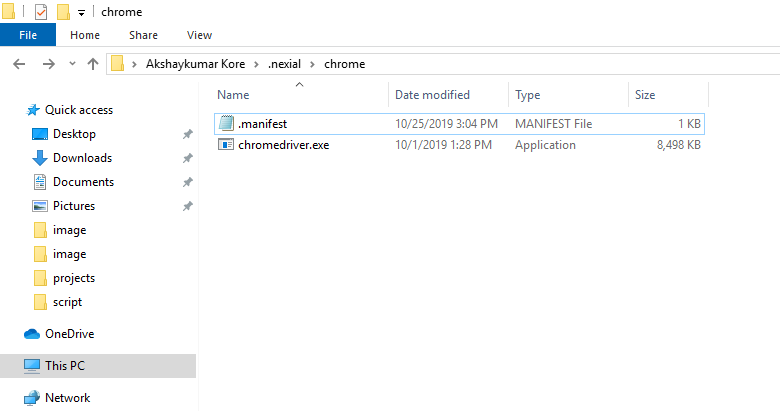 chrome
File Home Share View
Akshaykumar Kore .nexial chrome
Name Date modified Type Size
.manifest 10/25/2019 3:04 PM MANIFEST File 1 KB
chromedriver.exe 10/1/2019 1:28 PM Application 8,498 KB
Quick access
Desktop
Downloads
Documents
Pictures
image
image
projects
script
OneDrive
This PC
Network